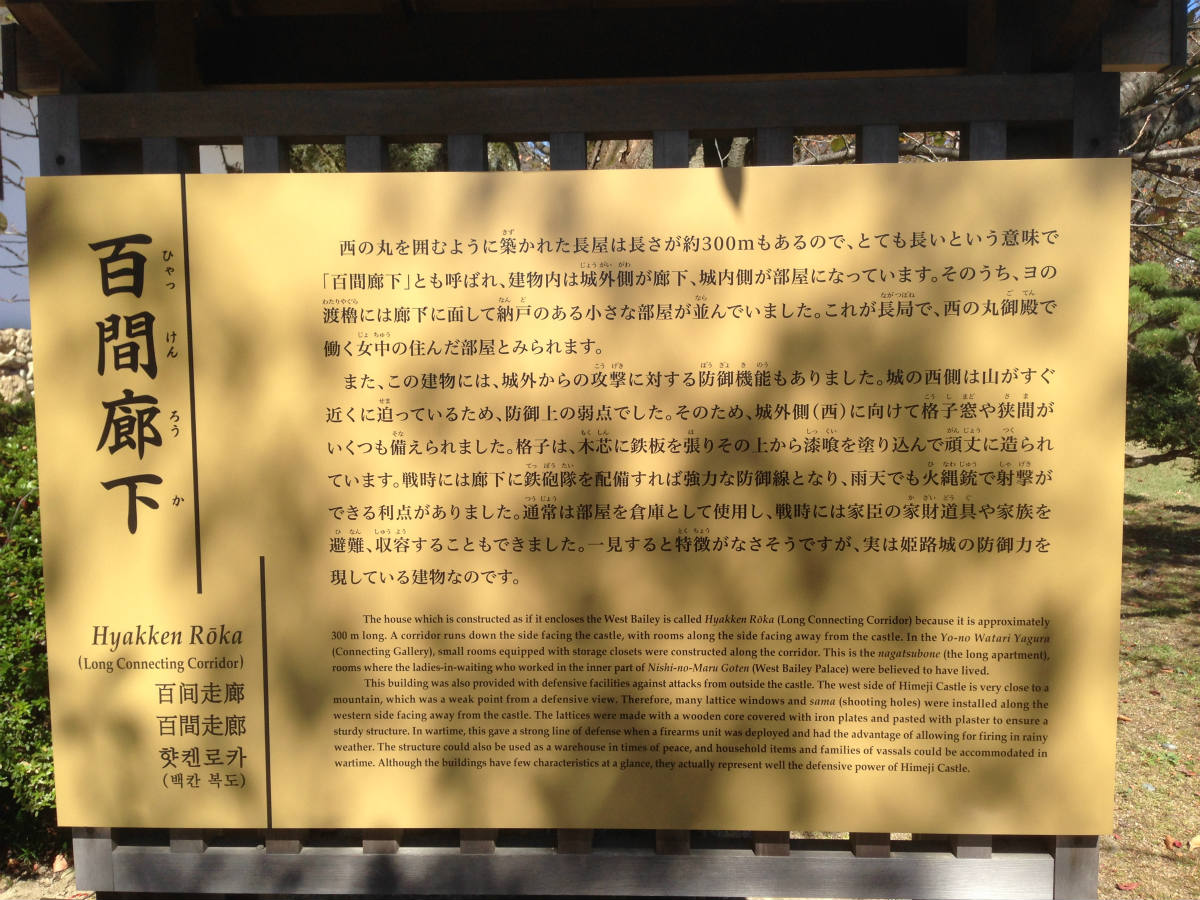 百間廊下
ひゃっ けん ろう か
Hyakken Rōka
(Long Connecting Corridor)
百间走廊
百間走廊
햣켄로카
(백칸 복도)
西の丸を囲むように築かれた長屋は長さが約300mもあるので、とても長いという意味で
「百間廊下」とも呼ばれ、建物内は城外側が廊下、城内側が部屋になっています。そのうち、ヨの
渡櫓には廊下に面して納戸のある小さな部屋が並んでいました。これが長局で、西の丸御殿で
働く女中の住んだ部屋とみられます。
また、この建物には、城外からの攻撃に対する防御機能もありました。城の西側は山がすぐ
近くに迫っているため、防御上の弱点でした。そのため、城外側(西)に向けて格子窓や狭間が
いくつも備えられました。格子は、木芯に鉄板を張りその上から漆喰を塗り込んで頑丈に造られ
ています。戦時には廊下に鉄砲隊を配備すれば強力な防御線となり、雨天でも火縄銃で射撃が
できる利点がありました。通常は部屋を倉庫として使用し、戦時には家臣の家財道具や家族を
避難、収容することもできました。一見すると特徴がなさそうですが、実は姫路城の防御力を
現している建物なのです。
The house which is constructed as if it encloses the West Bailey is called Hyakken Rōka (Long Connecting Corridor) because it is approximately
300 m long. A corridor runs down the side facing the castle, with rooms along the side facing away from the castle. In the Yo-no Watari Yagura
(Connecting Gallery), small rooms equipped with storage closets were constructed along the corridor. This is the nagatsubone (the long apartment),
rooms where the ladies-in-waiting who worked in the inner part of Nishi-no-Maru Goten (West Bailey Palace) were believed to have lived.
This building was also provided with defensive facilities against attacks from outside the castle. The west side of Himeji Castle is very close to a
mountain, which was a weak point from a defensive view. Therefore, many lattice windows and sama (shooting holes) were installed along the
western side facing away from the castle. The lattices were made with a wooden core covered with iron plates and pasted with plaster to ensure a
sturdy structure. In wartime, this gave a strong line of defense when a firearms unit was deployed and had the advantage of allowing for firing in rainy
weather. The structure could also be used as a warehouse in times of peace, and household items and families of vassals could be accommodated in
wartime. Although the buildings have few characteristics at a glance, they actually represent well the defensive power of Himeji Castle.